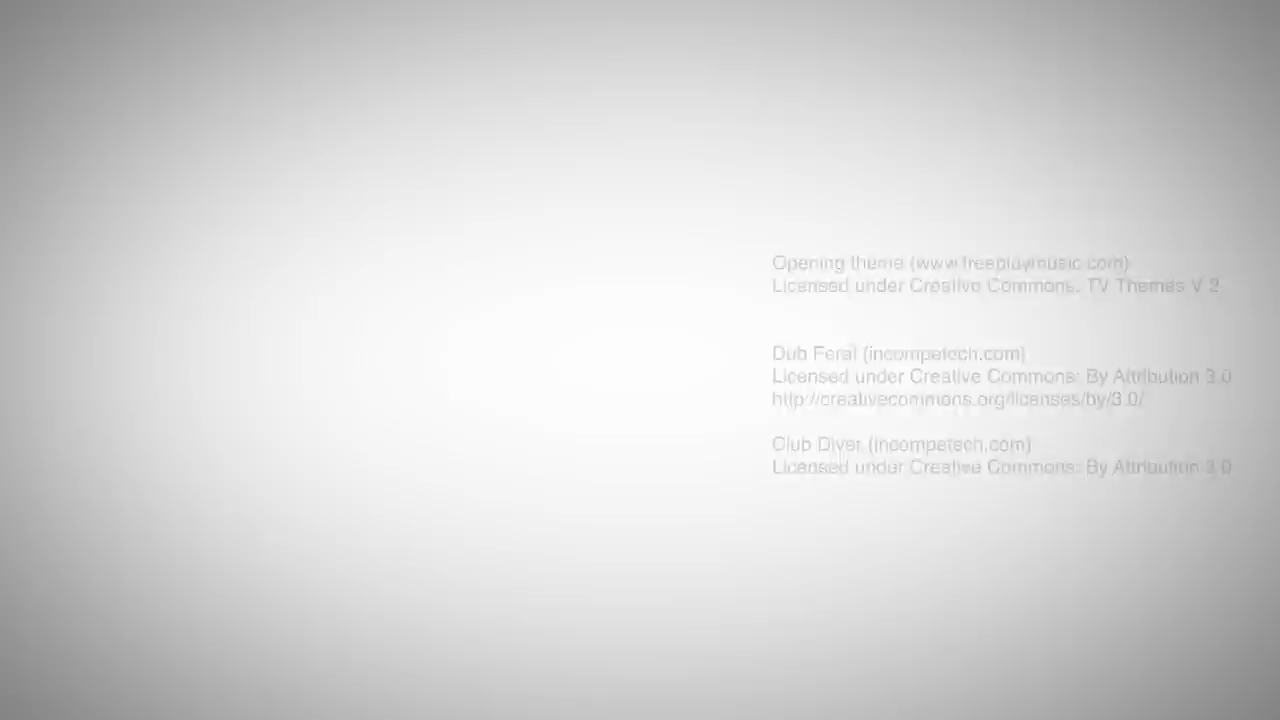 Opening theme (www.freeplaymusic.com)
Licensed under Creative Commons. TV Themes V 2
Dub Feral (incompetech.com)
Licensed under Creative Commons: By Attribution 3.0
http://creativecommons.org/licenses/by/3.0/
Club Diver (incompetech.com)
Licensed under Creative Commons: By Attribution 3.0